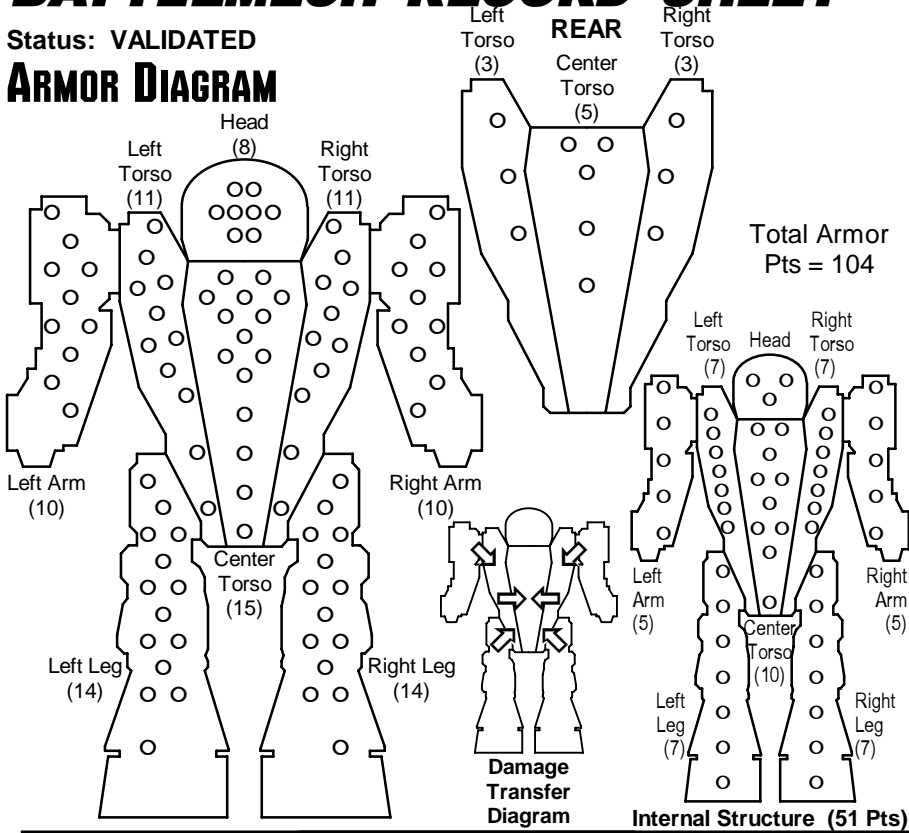 BATTLEMECH RECORD SHEET
Status: VALIDATED
ARMOR DIAGRAM
Head
(8)
Left
Torso
(11)
Right
Torso
(11)
Left Arm
(10)
Right Arm
(10)
Center
Torso
(15)
Left Leg
(14)
Right Leg
(14)
REAR
Left
Torso
(3)
Center
Torso
(5)
Right
Torso
(3)
Total Armor
Pts = 104
Damage
Transfer
Diagram
Left
Torso
(7)
Head
Right
Torso
(7)
Left
Arm
(5)
Right
Arm
(5)
Center
Torso
(10)
Left
Leg
(7)
Right
Leg
(7)
Internal Structure (51 Pts)